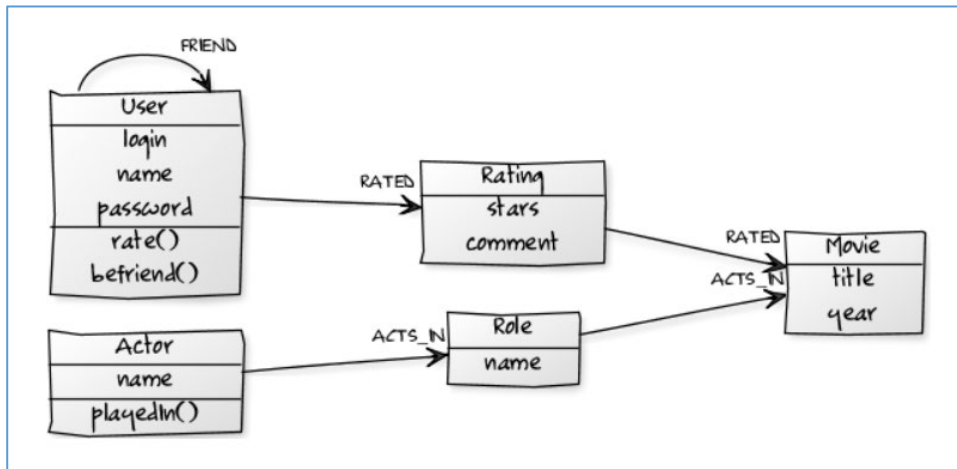 FRIEND
User
login
name
password
rate()
befriend()
RATED
Rating
stars
comment
RATED
ACTS_IN
Movie
title
year
Actor
name
playedIn()
ACTS_IN
Role
name